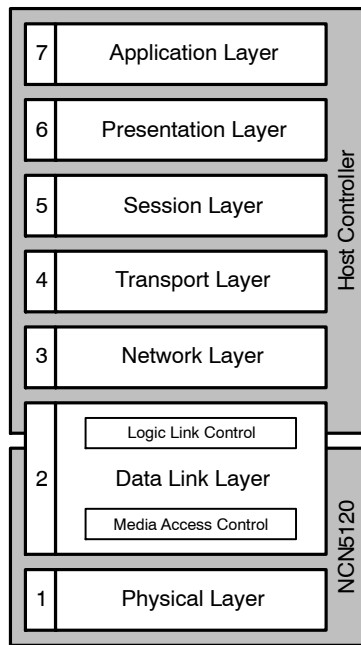 7 Application Layer
6 Presentation Layer
5 Session Layer
4 Transport Layer
3 Network Layer
Host Controller
Logic Link Control
2 Data Link Layer
Media Access Control
1 Physical Layer
NCN5120